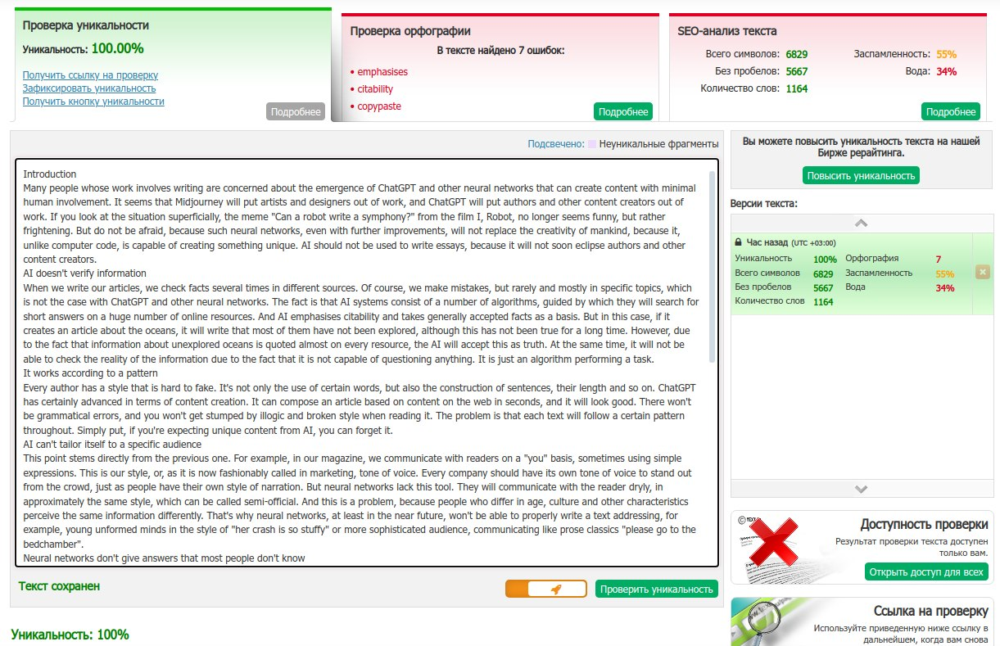 Проверка уникальности
Уникальность: 100.00%
Получить ссылку на проверку
Зафиксировать уникальность
Получить кнопку уникальности
Подробнее
Проверка орфографии
В тексте найдено 7 ошибок:
• emphasises
• citability
• copypaste
Подробнее
SEO-анализ текста
Всего символов: 6829
Без пробелов: 5667
Количество слов: 1164
Заспамленность: 55%
Вода: 34%
Подробнее
Подсвечено: Неуникальные фрагменты
Introduction
Many people whose work involves writing are concerned about the emergence of ChatGPT and other neural networks that can create content with minimal
human involvement. It seems that Midjourney will put artists and designers out of work, and ChatGPT will put authors and other content creators out of
work. If you look at the situation superficially, the meme "Can a robot write a symphony?" from the film I, Robot, no longer seems funny, but rather
frightening. But do not be afraid, because such neural networks, even with further improvements, will not replace the creativity of mankind, because it,
unlike computer code, is capable of creating something unique. AI should not be used to write essays, because it will not soon eclipse authors and other
content creators.
AI doesn't verify information
When we write our articles, we check facts several times in different sources. Of course, we make mistakes, but rarely and mostly in specific topics, which
is not the case with ChatGPT and other neural networks. The fact is that AI systems consist of a number of algorithms, guided by which they will search for
short answers on a huge number of online resources. And AI emphasises citability and takes generally accepted facts as a basis. But in this case, if it
creates an article about the oceans, it will write that most of them have not been explored, although this has not been true for a long time. However, due
to the fact that information about unexplored oceans is quoted almost on every resource, the AI will accept this as truth. At the same time, it will not be
able to check the reality of the information due to the fact that it is not capable of questioning anything. It is just an algorithm performing a task.
It works according to a pattern
Every author has a style that is hard to fake. It's not only the use of certain words, but also the construction of sentences, their length and so on. ChatGPT
has certainly advanced in terms of content creation. It can compose an article based on content on the web in seconds, and it will look good. There won't
be grammatical errors, and you won't get stumped by illogic and broken style when reading it. The problem is that each text will follow a certain pattern
throughout. Simply put, if you're expecting unique content from AI, you can forget it.
AI can't tailor itself to a specific audience
This point stems directly from the previous one. For example, in our magazine, we communicate with readers on a "you" basis, sometimes using simple
expressions. This is our style, or, as it is now fashionably called in marketing, tone of voice. Every company should have its own tone of voice to stand out
from the crowd, just as people have their own style of narration. But neural networks lack this tool. They will communicate with the reader dryly, in
approximately the same style, which can be called semi-official. And this is a problem, because people who differ in age, culture and other characteristics
perceive the same information differently. That's why neural networks, at least in the near future, won't be able to properly write a text addressing, for
example, young unformed minds in the style of "her crash is so stuffy" or more sophisticated audience, communicating like prose classics "please go to the
bedchamber".
Neural networks don't give answers that most people don't know
Текст сохранен
Проверить уникальность
Уникальность: 100%
Вы можете повысить уникальность текста на нашей
Бирже рерайтинга.
Повысить уникальность
Версии текста:
Час назад (UTC +03:00)
Уникальность 100% Орфография 7
Всего символов 6829 Заспамленность 55%
Без пробелов 5667 Вода 34%
Количество слов 1164
Доступность проверки
Результат проверки текста доступен
только вам.
Открыть доступ для всех
Ссылка на проверку
Используйте приведенную ниже ссылку в
дальнейшем, когда вам снова